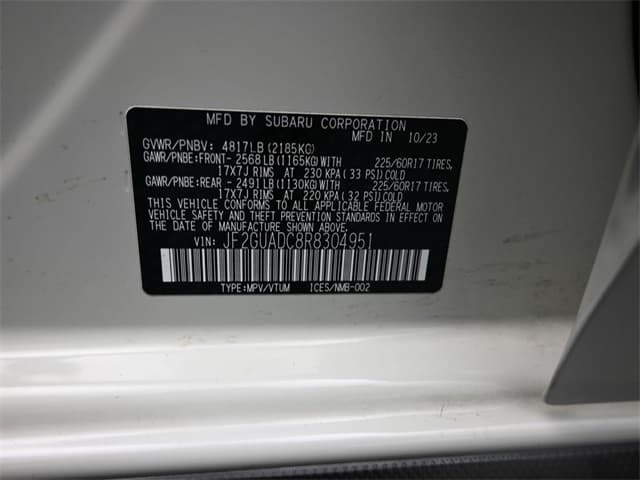 MFD BY SUBARU CORPORATION
MFD IN 10/23
GVWR/PNBV: 4817LB (2185KG)
GAWR/PNBE:FRONT- 2568LB (1165KG) WITH 225/60R17 TIRES,
17X7J RIMS AT 230 KPA (33 PSI) COLD
GAWR/PNBE:REAR - 2491LB (1130KG) WITH 225/60R17 TIRES,
17X7J RIMS AT 220 KPA (32 PSI) COLD
THIS VEHICLE CONFORMS TO ALL APPLICABLE FEDERAL MOTOR
VEHICLE SAFETY AND THEFT PREVENTION STANDARDS IN EFFECT ON
THE DATE OF MANUFACTURE SHOWN ABOVE.
VIN: JF2GUADC8R8304951
TYPE:MPV/VTUM ICES/NMB-002